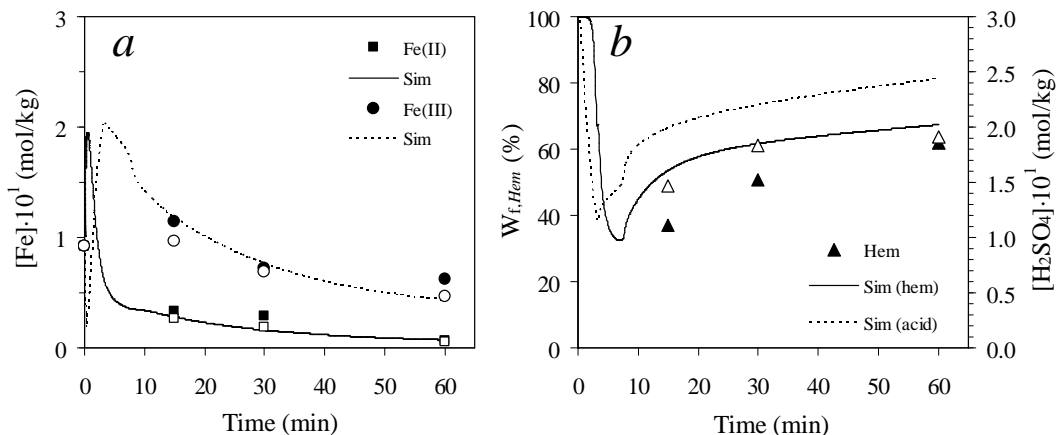 a
3
2
1
0
[Fe]·10¹ (mol/kg)
Fe(II)
Sim
Fe(III)
Sim
0 10 20 30 40 50 60
Time (min)
b
100
80
60
40
20
0
W_f,Hem (%)
3.0
2.5
2.0
1.5
1.0
0.5
0.0
[H₂SO₄]·10¹ (mol/kg)
Hem
Sim (hem)
Sim (acid)
0 10 20 30 40 50 60
Time (min)